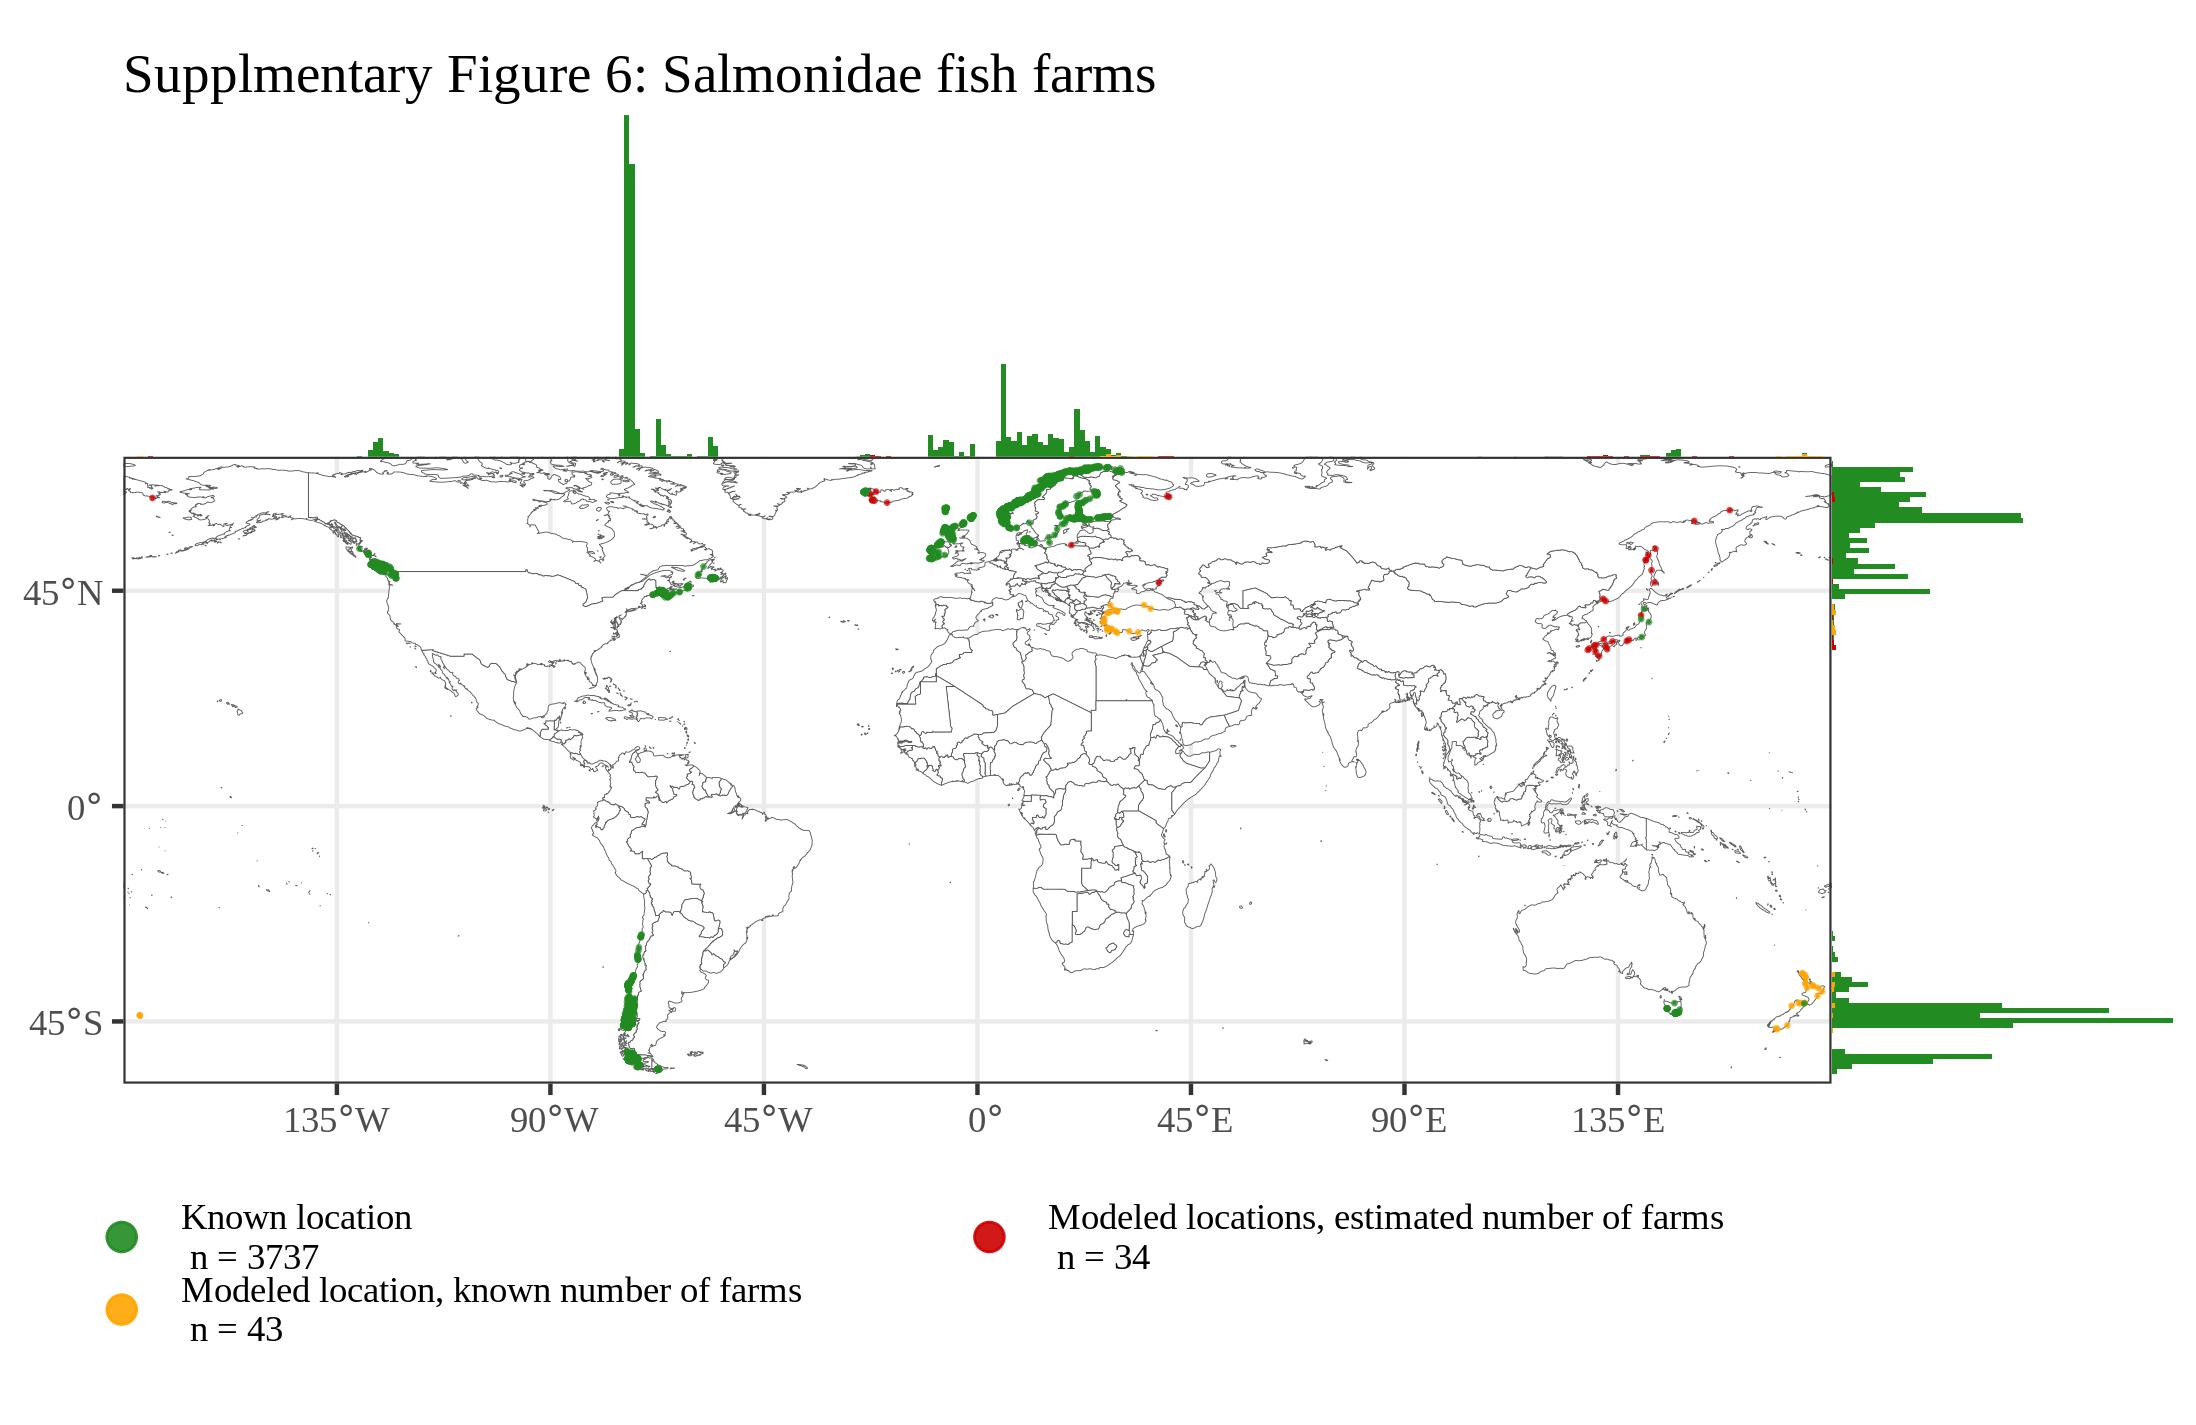 Supplmentary Figure 6: Salmonidae fish farms
45°N
0°
45°S
135°W
90°W
45°W
0°
45°E
90°E
135°E
Known location
n = 3737
Modeled location, known number of farms
n = 43
Modeled locations, estimated number of farms
n = 34